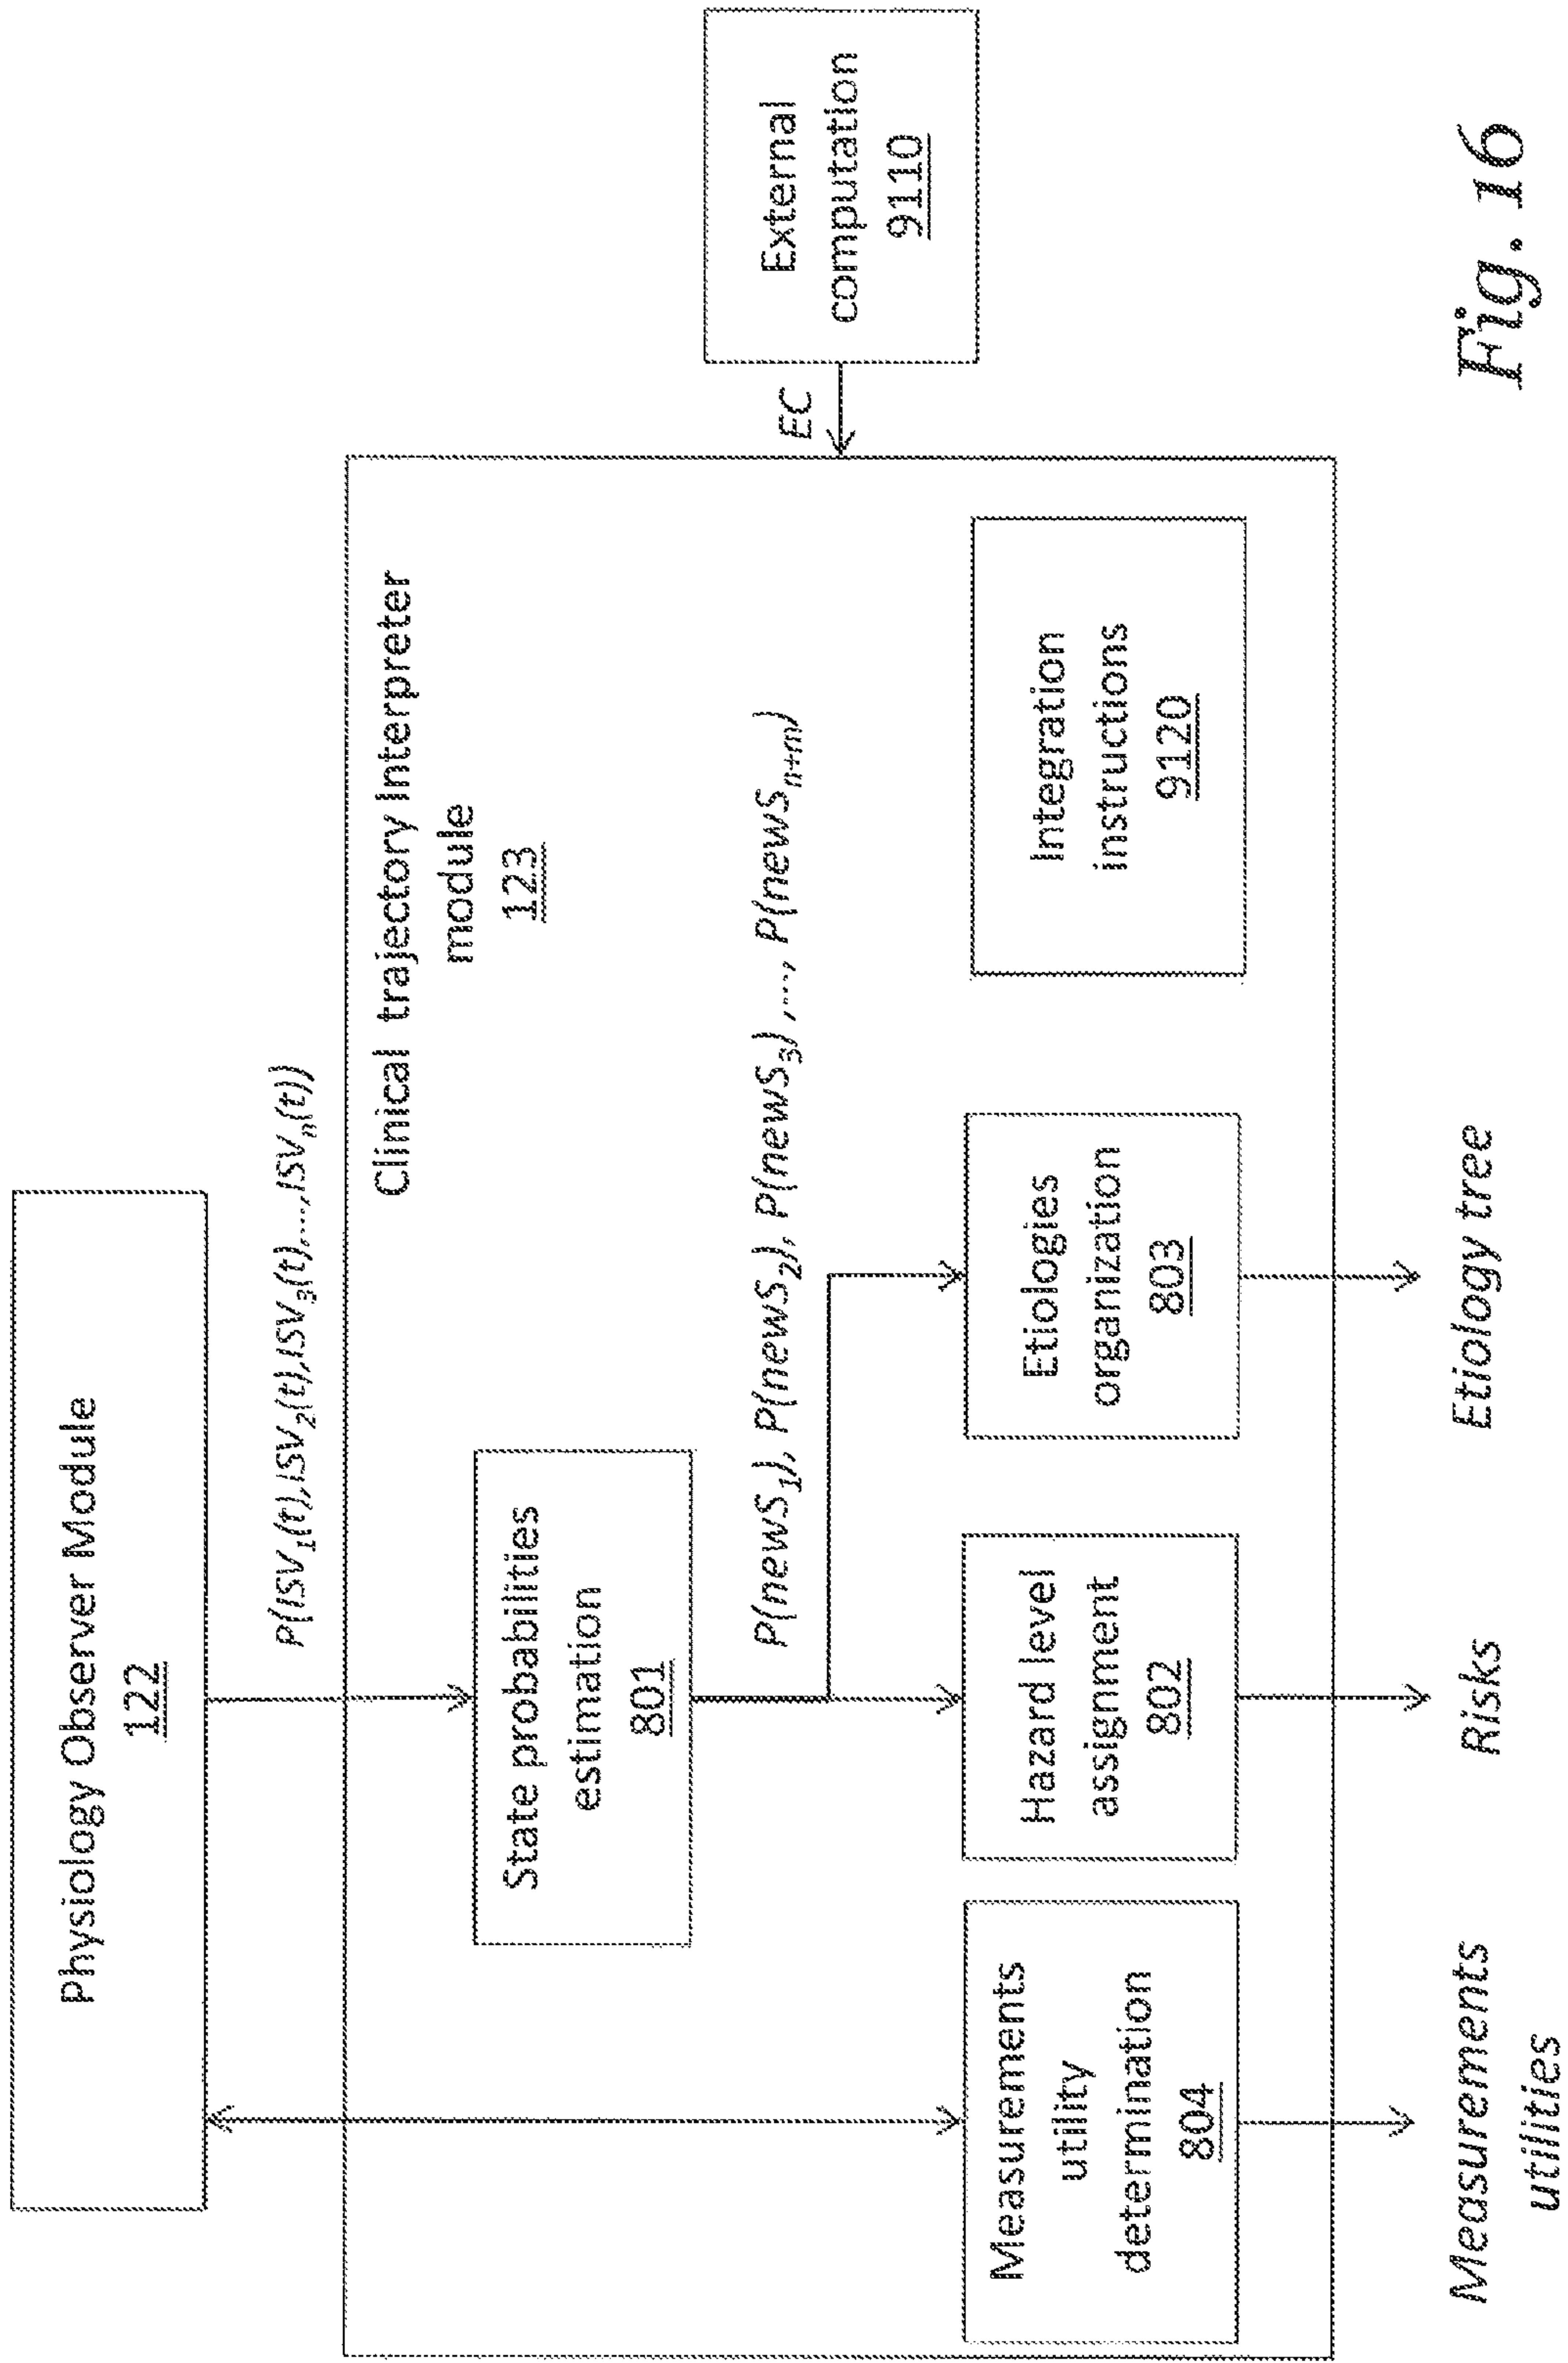 Physiology Observer Module
122
P(ISV₁(t),ISV₂(t),ISV₃(t),...,ISVₙ(t))
Clinical trajectory Interpreter
module
123
State probabilities
estimation
801
P(newS₁), P(newS₂), P(newS₃) ,..., P(newSₙ₊ₘ)
EC
External
computation
9110
Measurements
utility
determination
804
Hazard level
assignment
802
Etiologies
organization
803
Integration
instructions
9120
Measurements
utilities
Risks
Etiology tree
Fig. 16